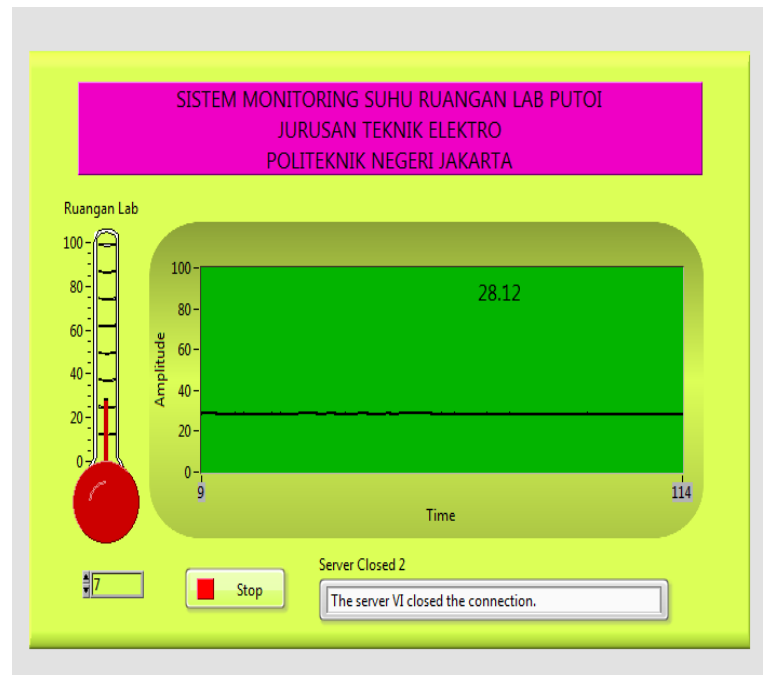 SISTEM MONITORING SUHU RUANGAN LAB PUTOI
JURUSAN TEKNIK ELEKTRO
POLITEKNIK NEGERI JAKARTA
Ruangan Lab
100
80
60
40
20
0
28.12
100
80
60
40
20
0
Amplitude
9
114
Time
7
Stop
Server Closed 2
The server VI closed the connection.